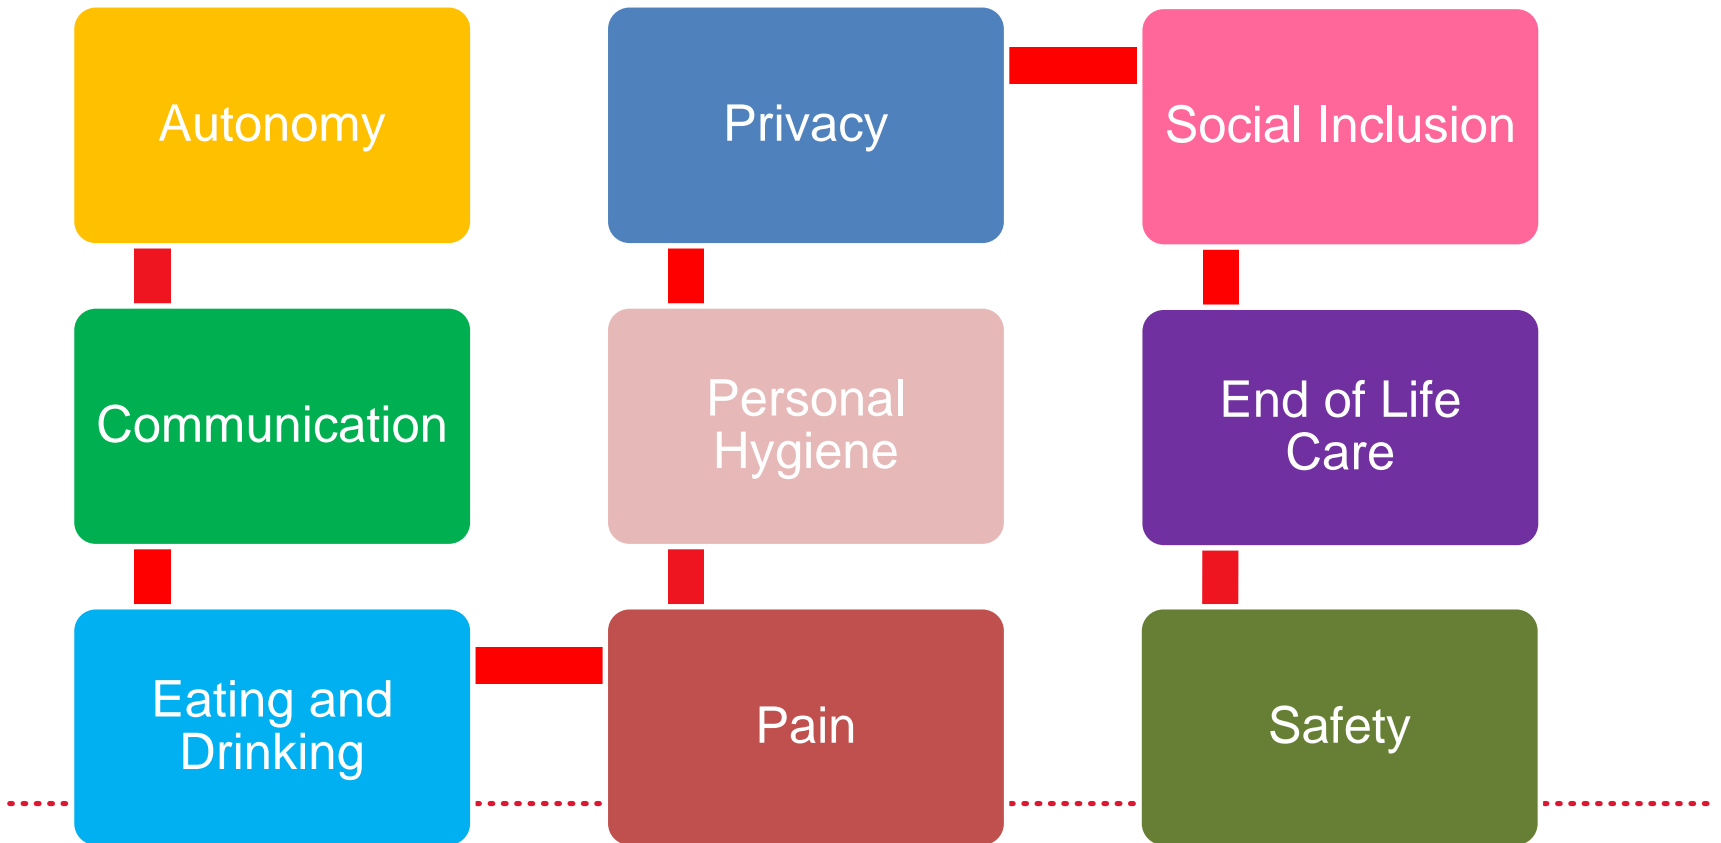 Autonomy
Communication
Eating and
Drinking
Pain
Personal
Hygiene
Privacy
Social Inclusion
End of Life
Care
Safety